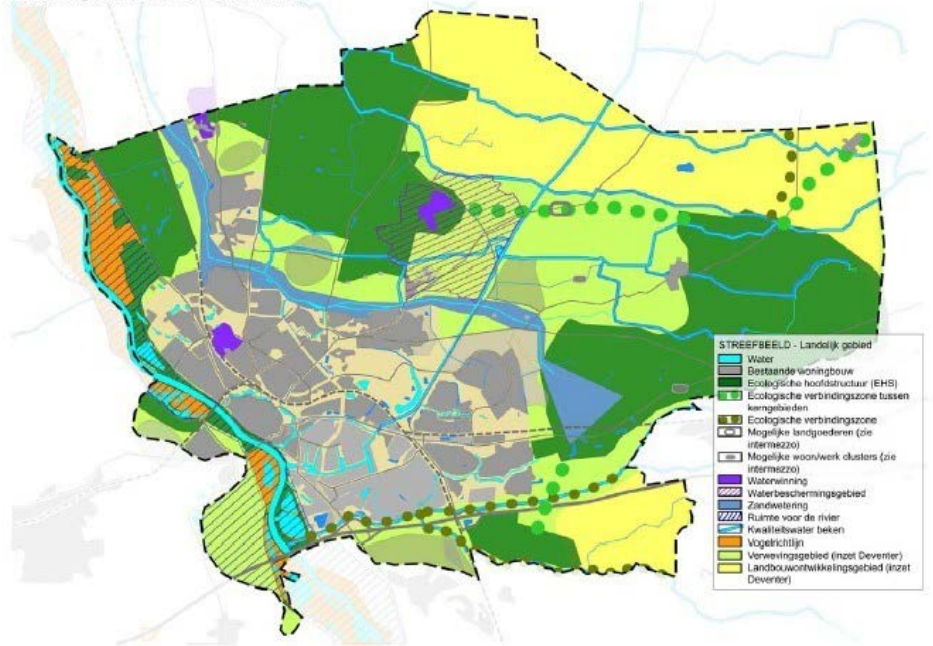 STREEFBEELD - Landelijk gebied
Water
Bestaande woningbouw
Ecologische hoofdstructuur (EHS)
Ecologische verbindingszone tussen
kerngebieden
Ecologische verbindingszone
Mogelijke landgoederen (zie
intermezzo)
Mogelijke woon/werk clusters (zie
intermezzo)
Waterwinning
Waterbeschermingsgebied
Zandwetering
Ruimte voor de rivier
Kwaliteitswater beken
Vogelrichtlijn
Verwevingsgebied (inzet Deventer)
Landbouwontwikkelingsgebied (inzet
Deventer)